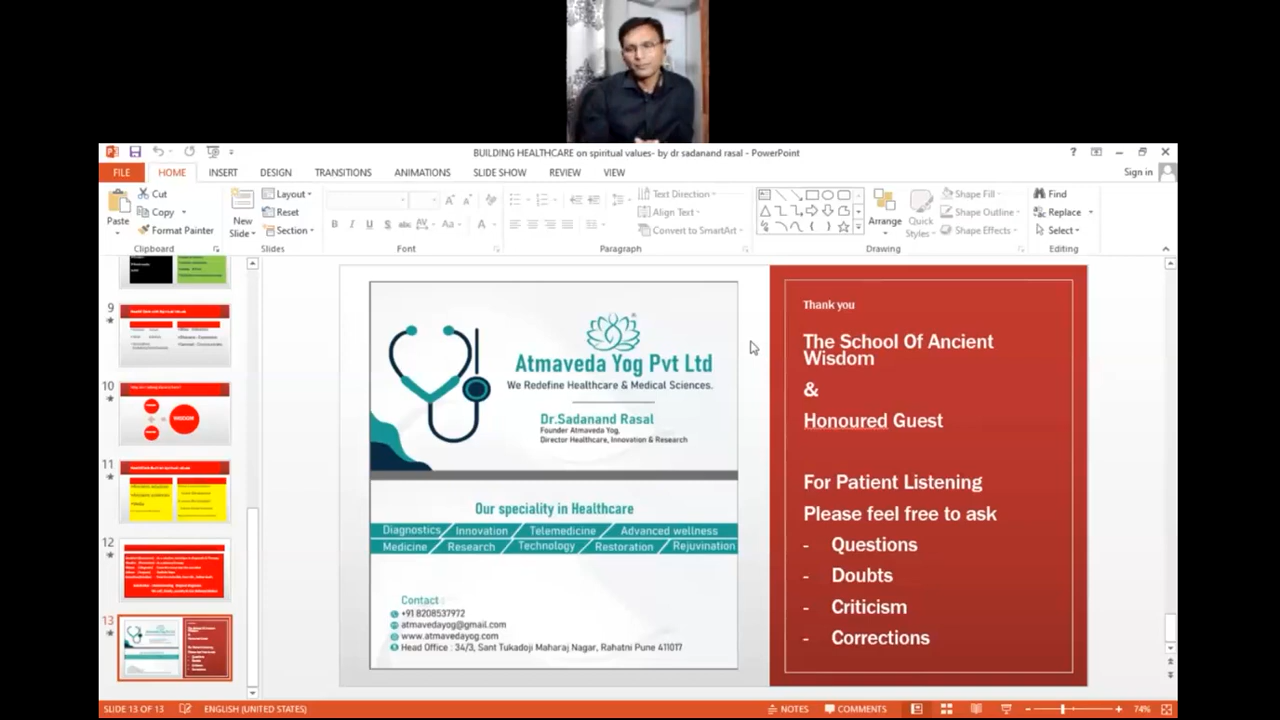 BUILDING HEALTHCARE on spiritual values- by dr sadanand rasal - PowerPoint
?
FILE HOME INSERT DESIGN TRANSITIONS ANIMATIONS SLIDE SHOW REVIEW VIEW Sign in
Paste
Cut
Copy
Format Painter
Clipboard
New Slide
Layout
Reset
Section
Slides
B I U S abc AV Aa A
Font
Text Direction
Align Text
Convert to SmartArt
Paragraph
Arrange
Quick Styles
Shape Fill
Shape Outline
Shape Effects
Drawing
Find
Replace
Select
Editing
9
10
WISDOM
11
12
13
Atmaveda Yog Pvt Ltd
We Redefine Healthcare & Medical Sciences.
Dr.Sadanand Rasal
Founder Atmaveda Yog,
Director Healthcare, Innovation & Research
Our speciality in Healthcare
Diagnostics Innovation Telemedicine Advanced wellness
Medicine Research Technology Restoration Rejuvination
Contact :
+91 8208537972
atmavedayog@gmail.com
www.atmavedayog.com
Head Office : 34/3, Sant Tukadoji Maharaj Nagar, Rahatni Pune 411017
Thank you
The School Of Ancient
Wisdom
&
Honoured Guest
For Patient Listening
Please feel free to ask
- Questions
- Doubts
- Criticism
- Corrections
SLIDE 13 OF 13 ENGLISH (UNITED STATES) NOTES COMMENTS 74%